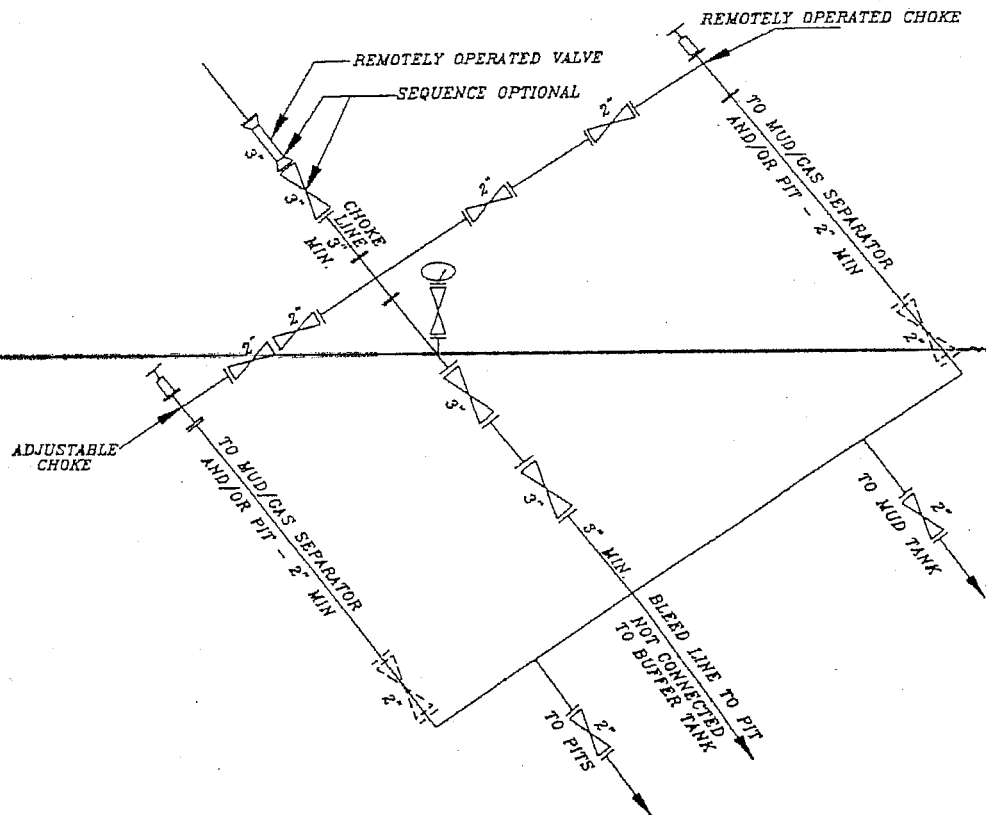 REMOTELY OPERATED CHOKE
REMOTELY OPERATED VALVE
SEQUENCE OPTIONAL
3"
3"
CHOKE
LINE
3"
MIN.
2"
2"
2"
2"
TO MUD/GAS SEPARATOR
AND/OR PIT - 2" MIN
2"
ADJUSTABLE
CHOKE
TO MUD/GAS SEPARATOR
AND/OR PIT - 2" MIN
2"
3"
3"
3" MIN.
BLEED LINE TO PIT
NOT CONNECTED
TO BUFFER TANK
2"
TO MUD TANK
2"
TO PITS